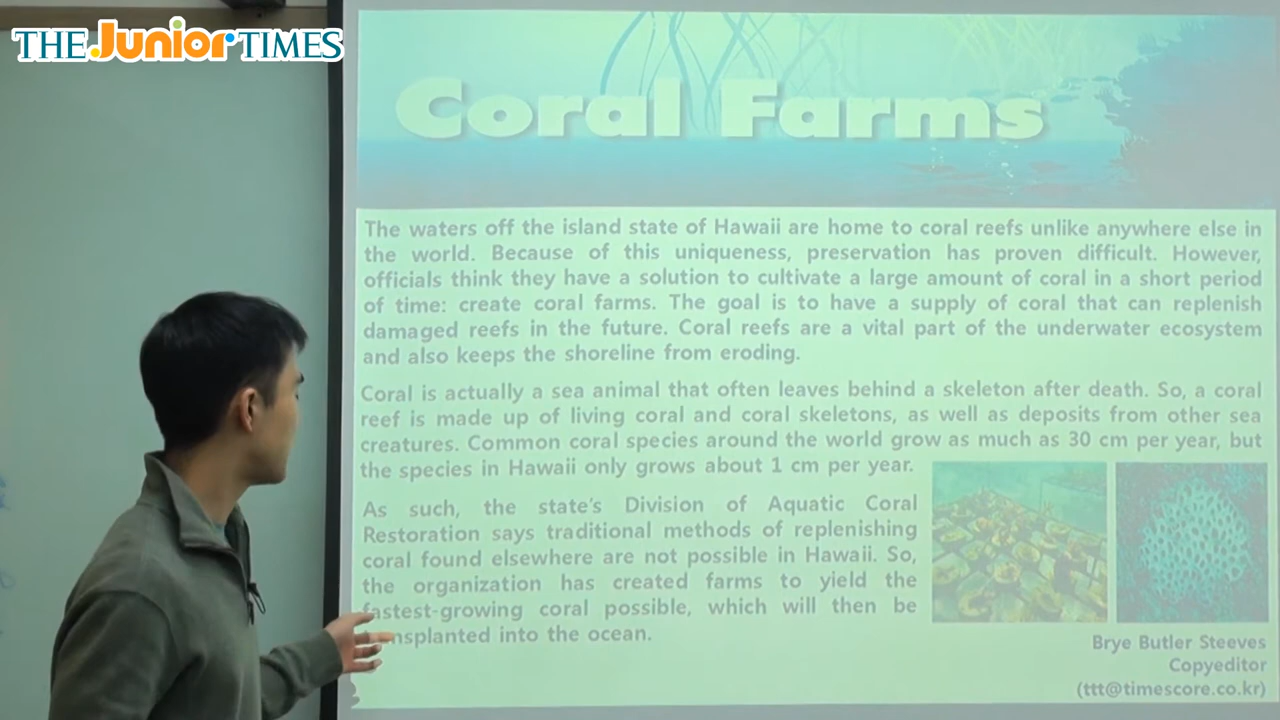 THE Junior TIMES
Coral Farms
The waters off the island state of Hawaii are home to coral reefs unlike anywhere else in
the world. Because of this uniqueness, preservation has proven difficult. However,
officials think they have a solution to cultivate a large amount of coral in a short period
of time: create coral farms. The goal is to have a supply of coral that can replenish
damaged reefs in the future. Coral reefs are a vital part of the underwater ecosystem
and also keeps the shoreline from eroding.
Coral is actually a sea animal that often leaves behind a skeleton after death. So, a coral
reef is made up of living coral and coral skeletons, as well as deposits from other sea
creatures. Common coral species around the world grow as much as 30 cm per year, but
the species in Hawaii only grows about 1 cm per year.
As such, the state's Division of Aquatic Coral
Restoration says traditional methods of replenishing
coral found elsewhere are not possible in Hawaii. So,
the organization has created farms to yield the
fastest-growing coral possible, which will then be
nsplanted into the ocean.
Brye Butler Steeves
Copyeditor
(ttt@timescore.co.kr)